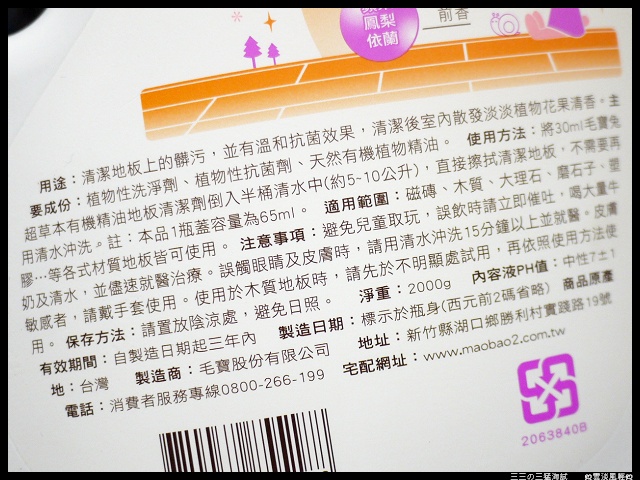 鳳梨
依蘭
前香
用途：清潔地板上的髒污，並有溫和抗菌效果，清潔後室內散發淡淡植物花果清香。主
要成份：植物性洗淨劑、植物性抗菌劑、天然有機植物精油。 使用方法：將30ml毛寶兔
超草本有機精油地板清潔劑倒入半桶清水中(約5~10公升)，直接擦拭清潔地板，不需要再
用清水沖洗。註：本品1瓶蓋容量為65ml。 適用範圍：磁磚、木質、大理石、磨石子、塑
膠…等各式材質地板皆可使用。 注意事項：避免兒童取玩，誤飲時請立即催吐，喝大量牛
奶及清水，並儘速就醫治療。誤觸眼睛及皮膚時，請用清水沖洗15分鐘以上並就醫。皮膚
敏感者，請戴手套使用。使用於木質地板時，請先於不明顯處試用，再依照使用方法使
用。 保存方法：請置放陰涼處，避免日照。 淨重：2000g 內容液PH值：中性7±1
有效期間：自製造日期起三年內 製造日期：標示於瓶身(西元前2碼省略) 商品原產
地：台灣 製造商：毛寶股份有限公司 地址：新竹縣湖口鄉勝利村實踐路19號
電話：消費者服務專線0800-266-199 宅配網址：www.maobao2.com.tw
2063840B
三三の三猛海賊 雲淡風輕